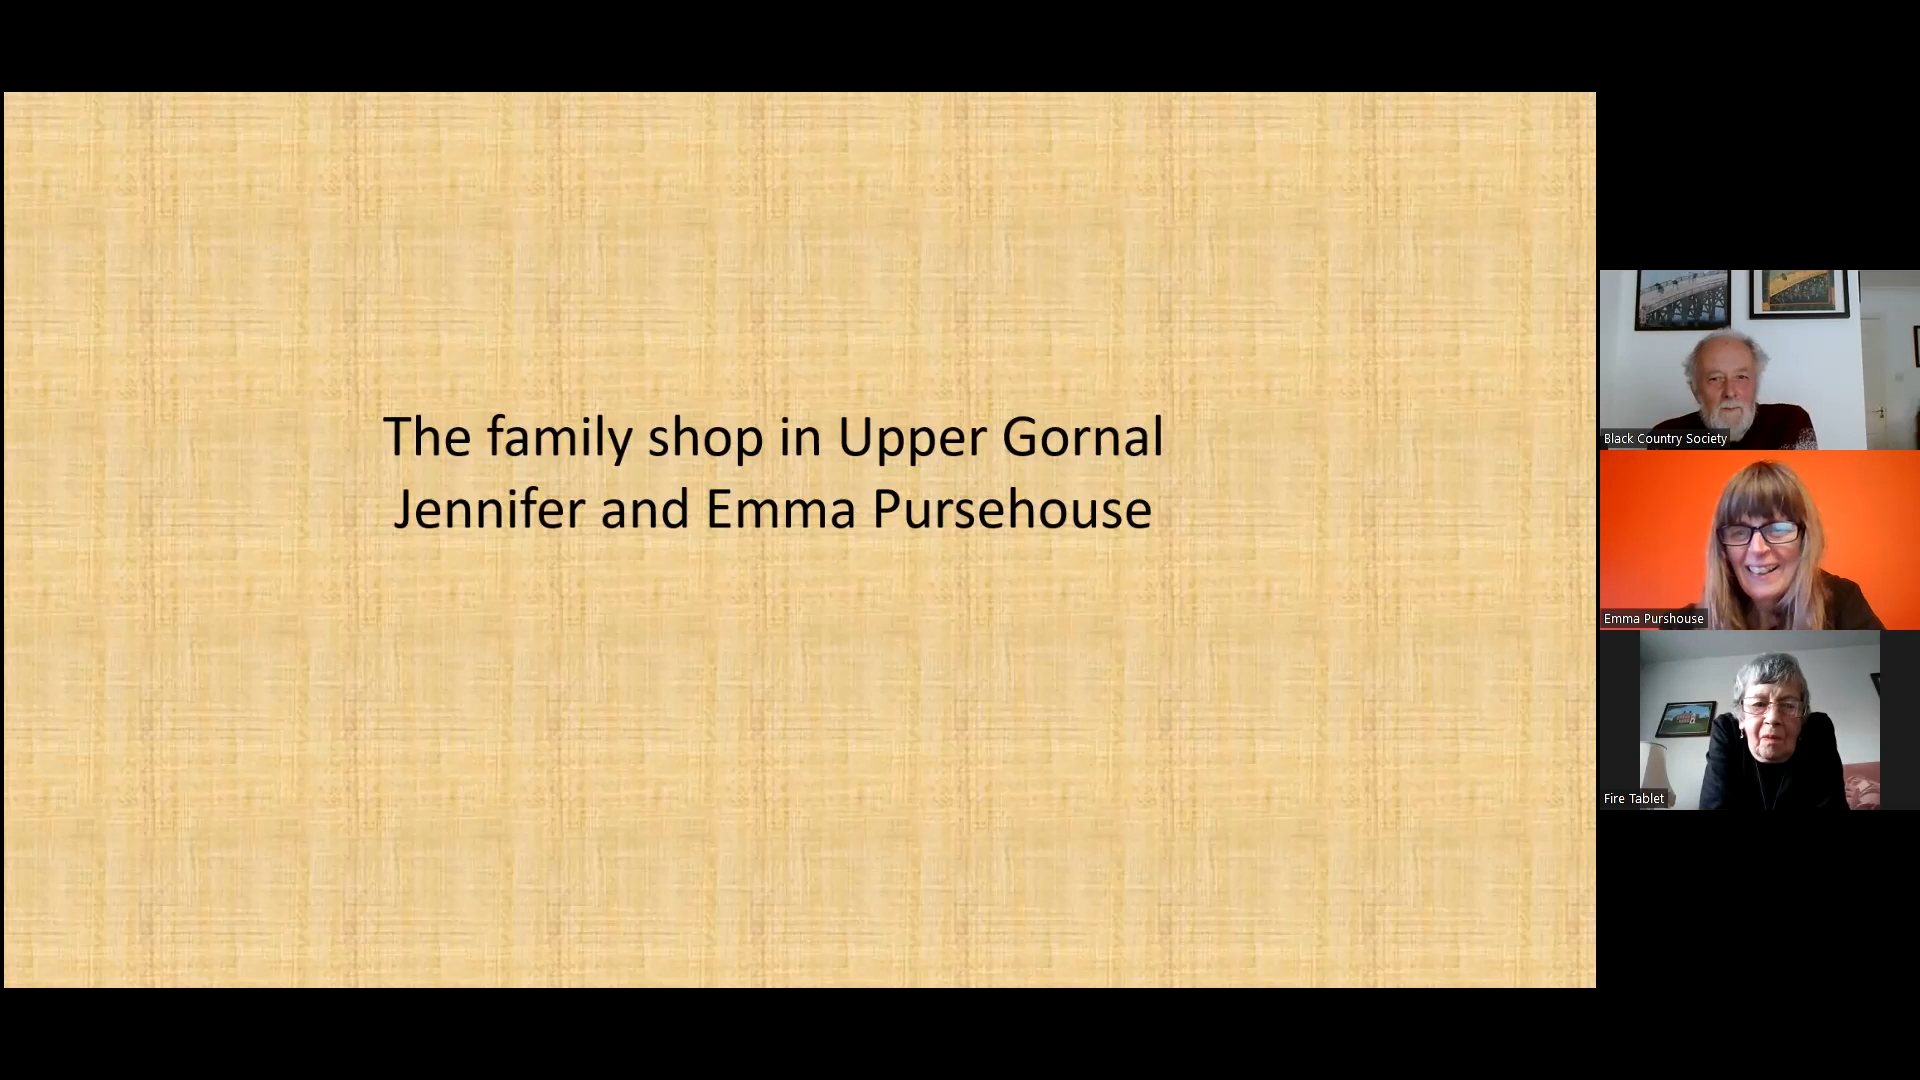 The family shop in Upper Gornal
Jennifer and Emma Pursehouse
Black Country Society
Emma Purshouse
Fire Tablet